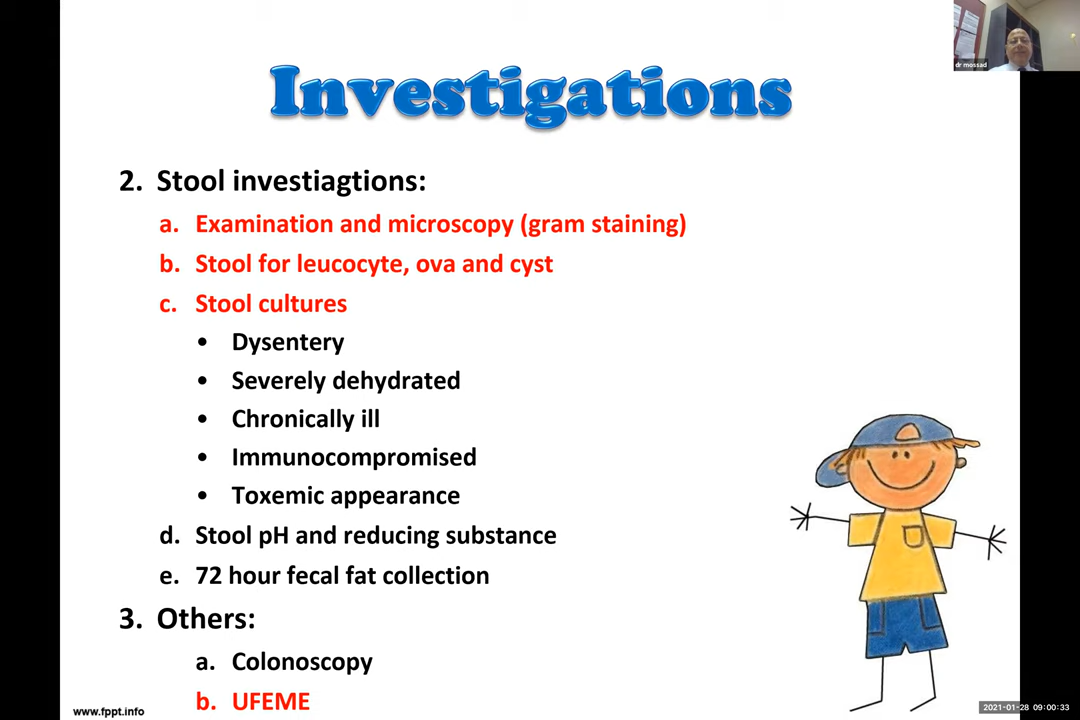 dr mossad
Investigations
2. Stool investiagtions:
a. Examination and microscopy (gram staining)
b. Stool for leucocyte, ova and cyst
c. Stool cultures
• Dysentery
• Severely dehydrated
• Chronically ill
• Immunocompromised
• Toxemic appearance
d. Stool pH and reducing substance
e. 72 hour fecal fat collection
3. Others:
a. Colonoscopy
b. UFEME
www.fppt.info
2021-01-28 09:00:33